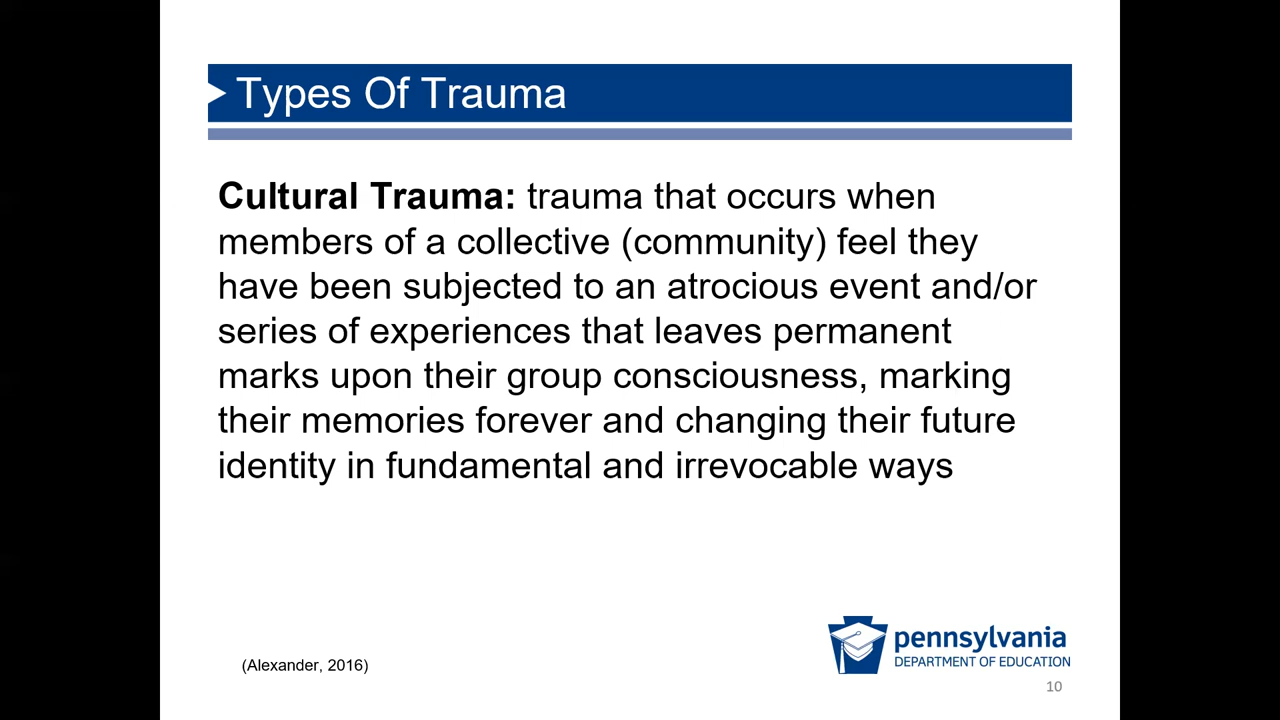 Types Of Trauma
Cultural Trauma: trauma that occurs when
members of a collective (community) feel they
have been subjected to an atrocious event and/or
series of experiences that leaves permanent
marks upon their group consciousness, marking
their memories forever and changing their future
identity in fundamental and irrevocable ways
(Alexander, 2016)
pennsylvania
DEPARTMENT OF EDUCATION
10